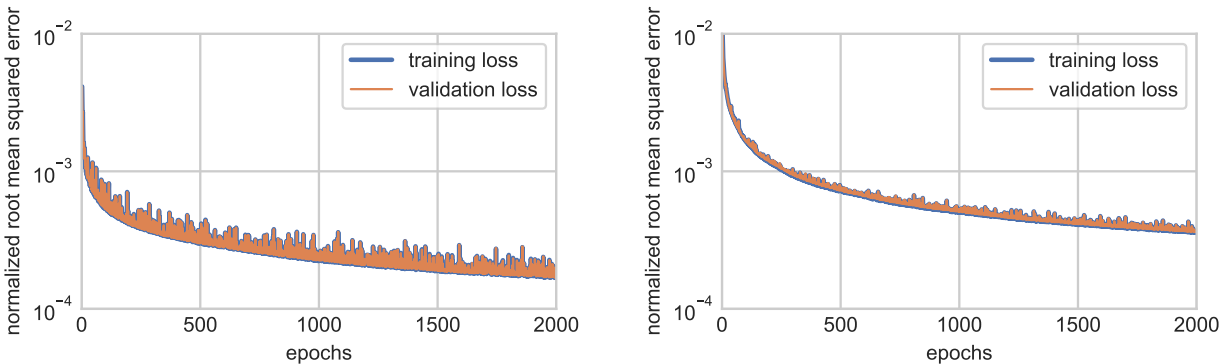 normalized root mean squared error
10⁻²
10⁻³
10⁻⁴
training loss
validation loss
0 500 1000 1500 2000
epochs
normalized root mean squared error
10⁻²
10⁻³
10⁻⁴
training loss
validation loss
0 500 1000 1500 2000
epochs